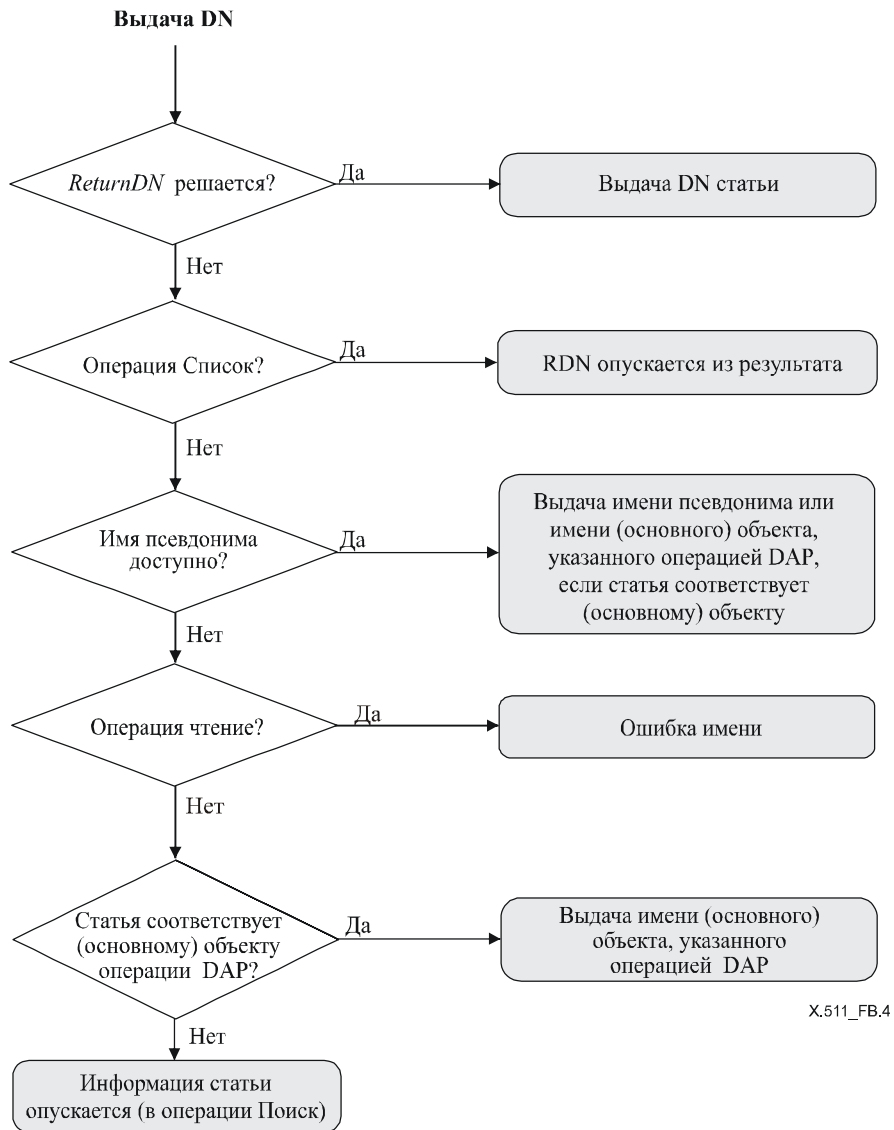 Выдача DN
ReturnDN решается?
Да
Выдача DN статьи
Нет
Операция Список?
Да
RDN опускается из результата
Нет
Имя псевдонима
доступно?
Да
Выдача имени псевдонима или
имени (основного) объекта,
указанного операцией DAP,
если статья соответствует
(основному) объекту
Нет
Операция чтение?
Да
Ошибка имени
Нет
Статья соответствует
(основному) объекту
операции DAP?
Да
Выдача имени (основного)
объекта, указанного
операцией DAP
X.511_FB.4
Нет
Информация статьи
опускается (в операции Поиск)